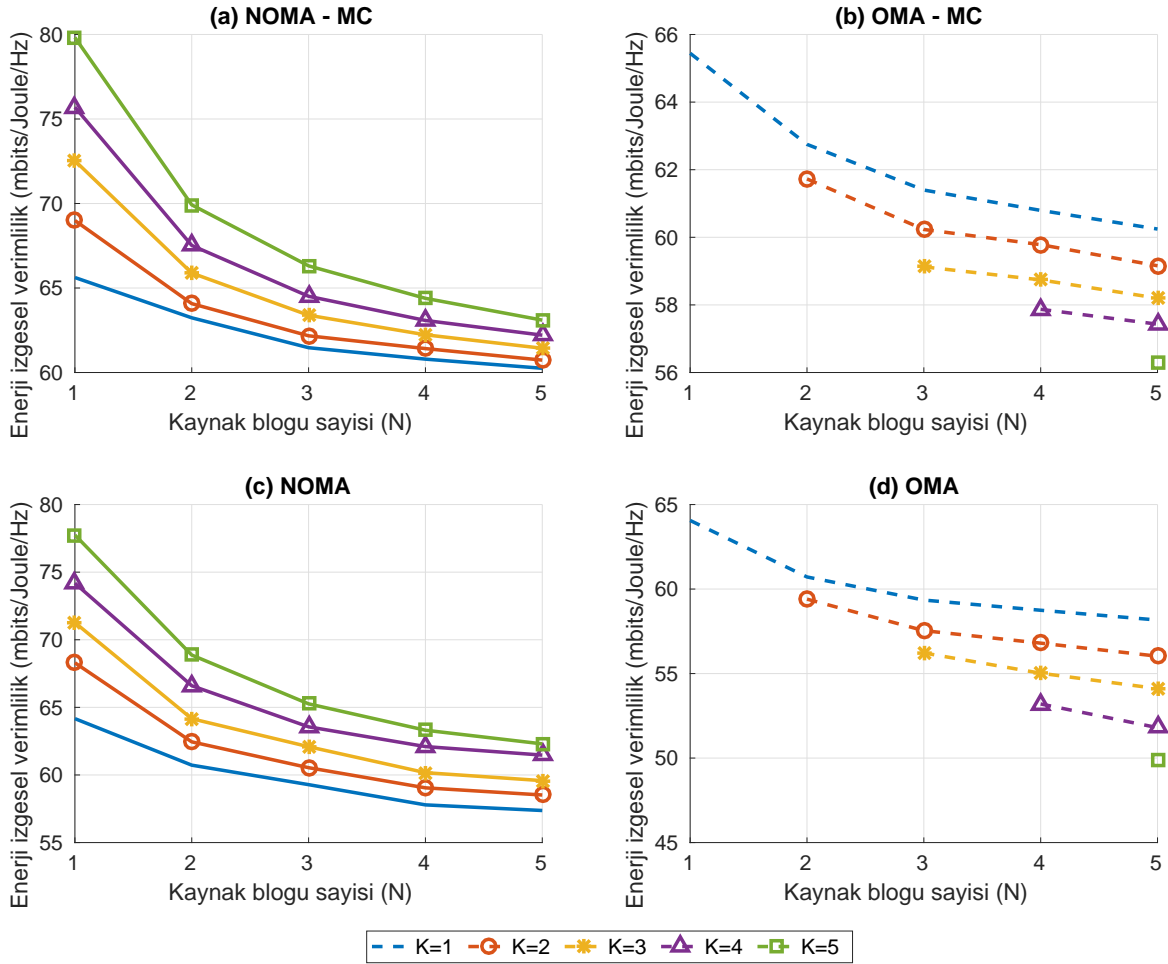 (a) NOMA - MC
Enerji izgesel verimlilik (mbits/Joule/Hz)
80
75
70
65
60
1 2 3 4 5
Kaynak blogu sayisi (N)
(b) OMA - MC
Enerji izgesel verimlilik (mbits/Joule/Hz)
66
64
62
60
58
56
1 2 3 4 5
Kaynak blogu sayisi (N)
(c) NOMA
Enerji izgesel verimlilik (mbits/Joule/Hz)
80
75
70
65
60
55
1 2 3 4 5
Kaynak blogu sayisi (N)
(d) OMA
Enerji izgesel verimlilik (mbits/Joule/Hz)
65
60
55
50
45
1 2 3 4 5
Kaynak blogu sayisi (N)
K=1 K=2 K=3 K=4 K=5